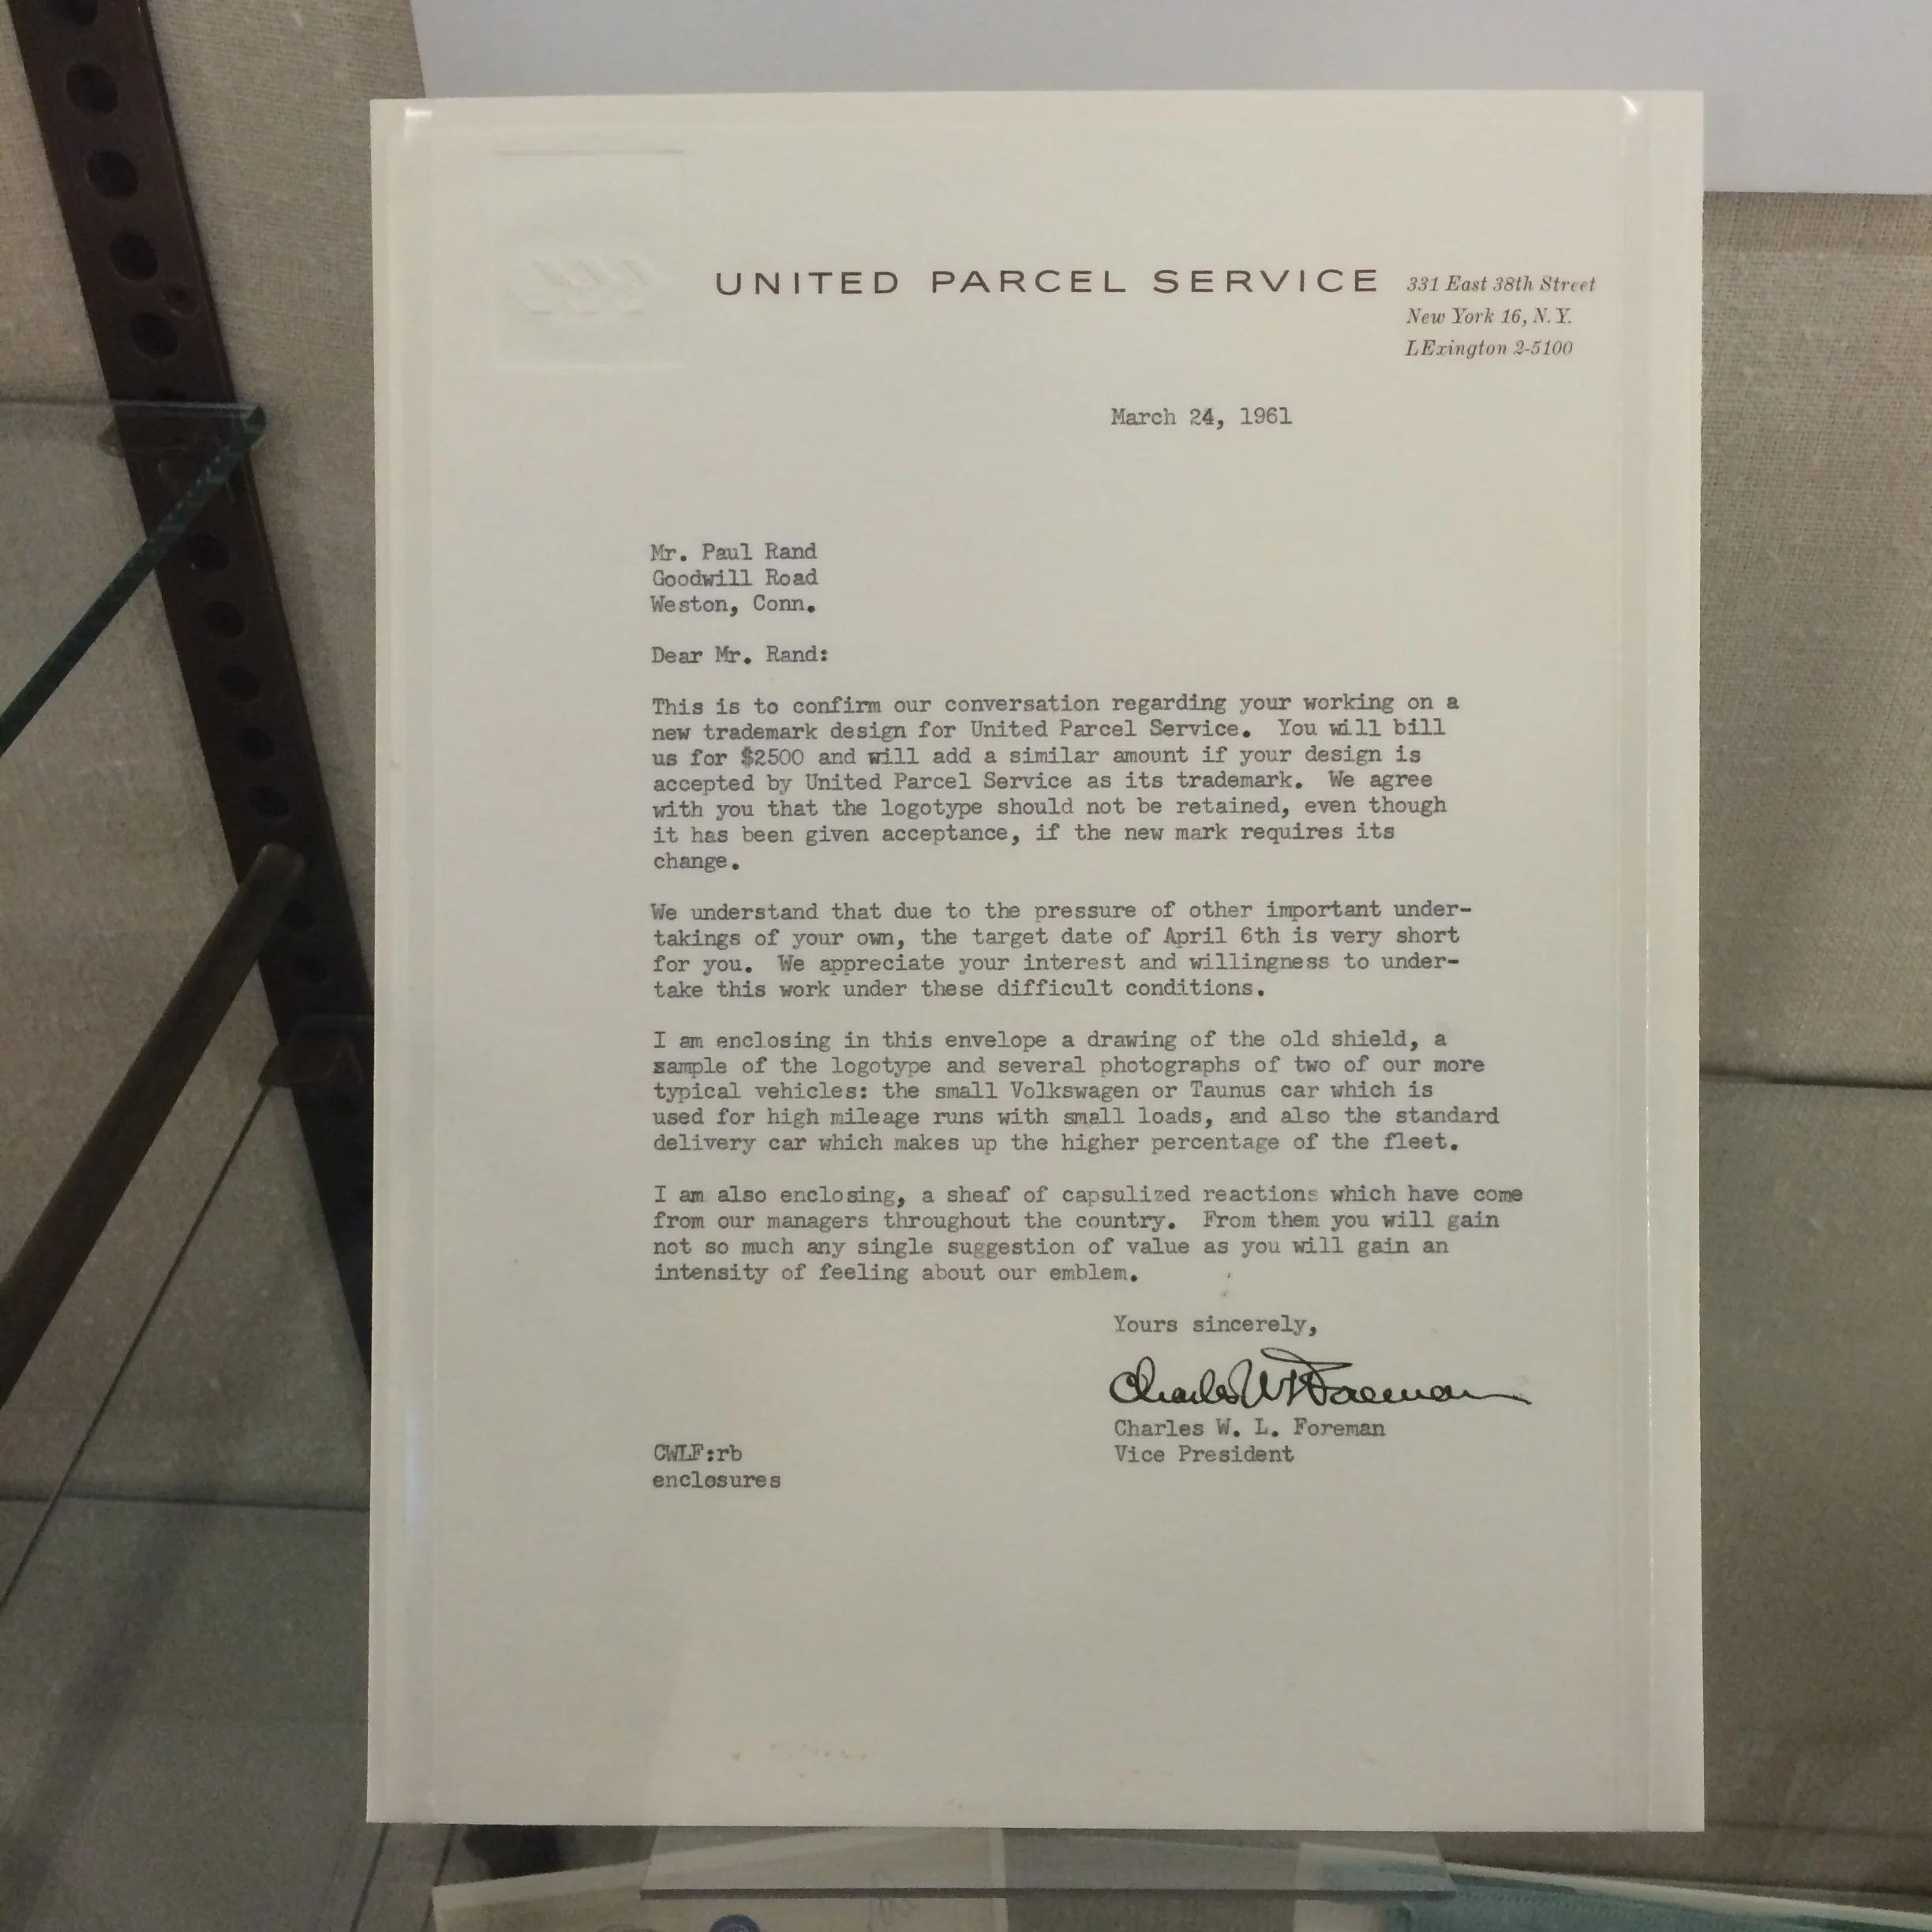 UNITED PARCEL SERVICE
331 East 38th Street
New York 16, N.Y.
LExington 2-5100
March 24, 1961
Mr. Paul Rand
Goodwill Road
Weston, Conn.
Dear Mr. Rand:
This is to confirm our conversation regarding your working on a
new trademark design for United Parcel Service. You will bill
us for $2500 and will add a similar amount if your design is
accepted by United Parcel Service as its trademark. We agree
with you that the logotype should not be retained, even though
it has been given acceptance, if the new mark requires its
change.
We understand that due to the pressure of other important under-
takings of your own, the target date of April 6th is very short
for you. We appreciate your interest and willingness to under-
take this work under these difficult conditions.
I am enclosing in this envelope a drawing of the old shield, a
sample of the logotype and several photographs of two of our more
typical vehicles: the small Volkswagen or Taunus car which is
used for high mileage runs with small loads, and also the standard
delivery car which makes up the higher percentage of the fleet.
I am also enclosing, a sheaf of capsulized reactions which have come
from our managers throughout the country. From them you will gain
not so much any single suggestion of value as you will gain an
intensity of feeling about our emblem.
Yours sincerely,
Charles W L Foreman
Charles W. L. Foreman
Vice President
CWLF:rb
enclosures